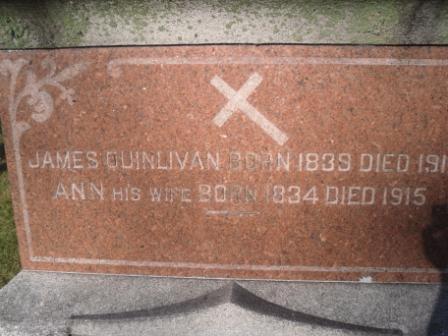 JAMES QUINLIVAN BORN 1839 DIED 191
ANN HIS WIFE BORN 1834 DIED 1915